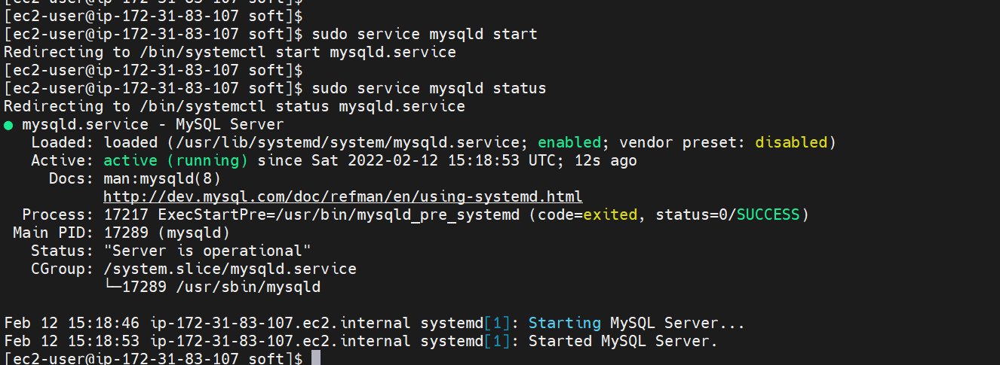 [ec2-user@ip-172-31-83-107 soft]$
[ec2-user@ip-172-31-83-107 soft]$
[ec2-user@ip-172-31-83-107 soft]$ sudo service mysqld start
Redirecting to /bin/systemctl start mysqld.service
[ec2-user@ip-172-31-83-107 soft]$
[ec2-user@ip-172-31-83-107 soft]$ sudo service mysqld status
Redirecting to /bin/systemctl status mysqld.service
● mysqld.service - MySQL Server
   Loaded: loaded (/usr/lib/systemd/system/mysqld.service; enabled; vendor preset: disabled)
   Active: active (running) since Sat 2022-02-12 15:18:53 UTC; 12s ago
     Docs: man:mysqld(8)
           http://dev.mysql.com/doc/refman/en/using-systemd.html
  Process: 17217 ExecStartPre=/usr/bin/mysqld_pre_systemd (code=exited, status=0/SUCCESS)
 Main PID: 17289 (mysqld)
   Status: "Server is operational"
   CGroup: /system.slice/mysqld.service
           └─17289 /usr/sbin/mysqld

Feb 12 15:18:46 ip-172-31-83-107.ec2.internal systemd[1]: Starting MySQL Server...
Feb 12 15:18:53 ip-172-31-83-107.ec2.internal systemd[1]: Started MySQL Server.
[ec2-user@ip-172-31-83-107 soft]$